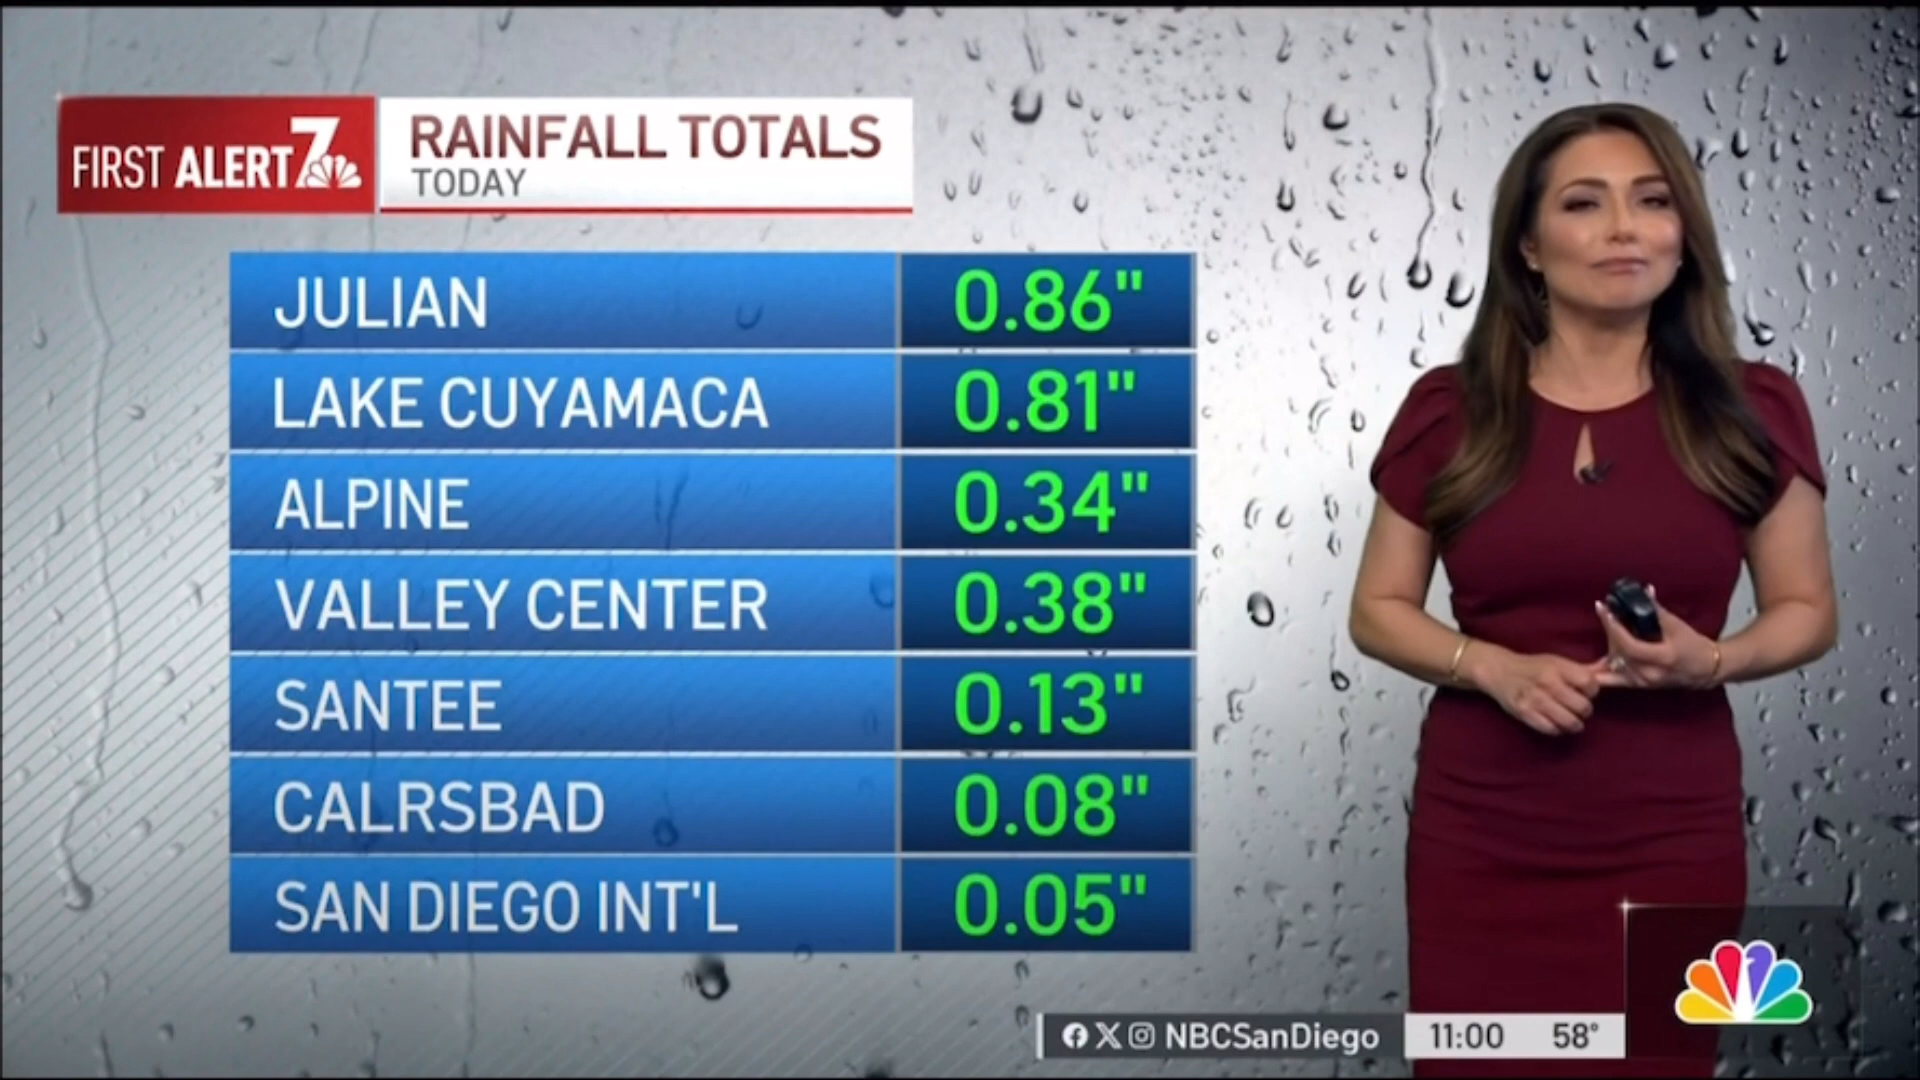 FIRST ALERT 7
RAINFALL TOTALS
TODAY
JULIAN 0.86"
LAKE CUYAMACA 0.81"
ALPINE 0.34"
VALLEY CENTER 0.38"
SANTEE 0.13"
CALRSBAD 0.08"
SAN DIEGO INT'L 0.05"
NBCSanDiego 11:00 58°